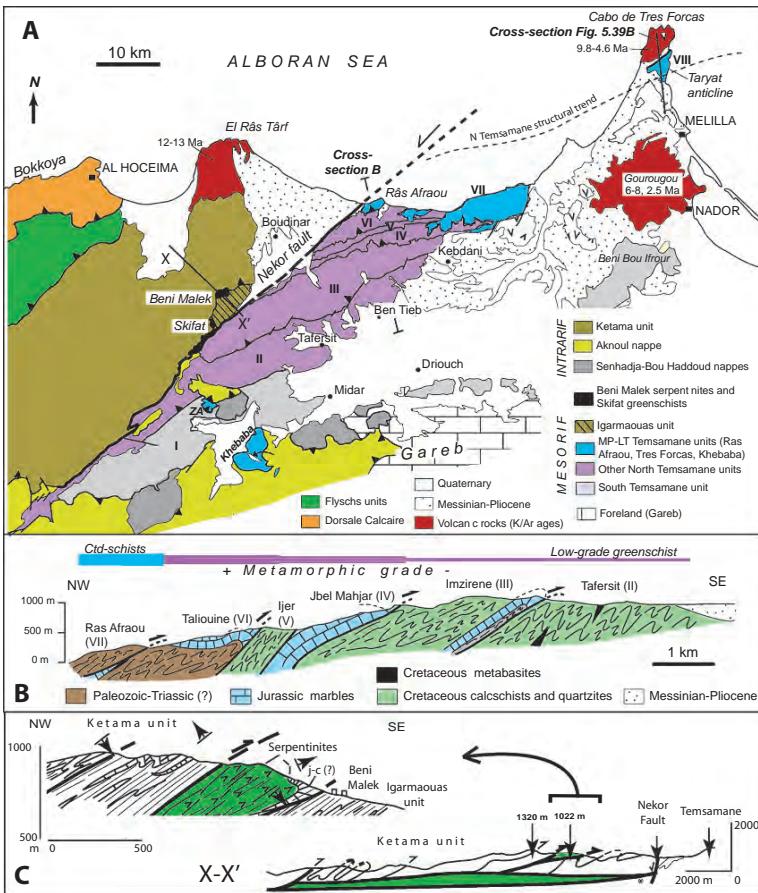 A
10 km
N
ALBORAN SEA
Cabo de Tres Forcas
Cross-section Fig. 5.39B
9.8-4.6 Ma
VIII
Taryat
anticline
N Temsamane structural trend
MELILLA
El Râs Târf
12-13 Ma
Bokkoya
AL HOCEIMA
Cross-
section B
Râs Afraou
VII
VI
V
IV
Gourougou
6-8, 2.5 Ma
NADOR
Boudinar
Nekor fault
Kebdani
Beni Bou Ifrour
X
Beni Malek
X'
Skifat
III
Ben Tieb
Tafersit
II
Driouch
Midar
ZA
Khebaba
I
Gareb
INTRARIF
Ketama unit
Aknoul nappe
Senhadja-Bou Haddoud nappes
Beni Malek serpent nites and
Skifat greenschists
MESORIF
Igarmaouas unit
MP-LT Temsamane units (Ras
Afraou, Tres Forcas, Khebaba)
Other North Temsamane units
South Temsamane unit
Foreland (Gareb)
Flyschs units
Dorsale Calcaire
Quaternary
Messinian-Pliocene
Volcan c rocks (K/Ar ages)
Ctd-schists
Low-grade greenschist
+ Metamorphic grade -
NW
SE
1000 m
500 m
0 m
Ras Afraou
(VII)
Taliouine (VI)
Ijer
(V)
Jbel Mahjar (IV)
Imzirene (III)
Tafersit (II)
1 km
B
Cretaceous metabasites
Paleozoic-Triassic (?)
Jurassic marbles
Cretaceous calcschists and quartzites
Messinian-Pliocene
NW
Ketama unit
SE
1000
Serpentinites
j-c (?)
Beni
Malek
Igarmaouas
unit
500
m
0
500
1320 m
1022 m
Nekor
Fault
Temsamane
Ketama unit
2000
0
2000 m
C
X-X'